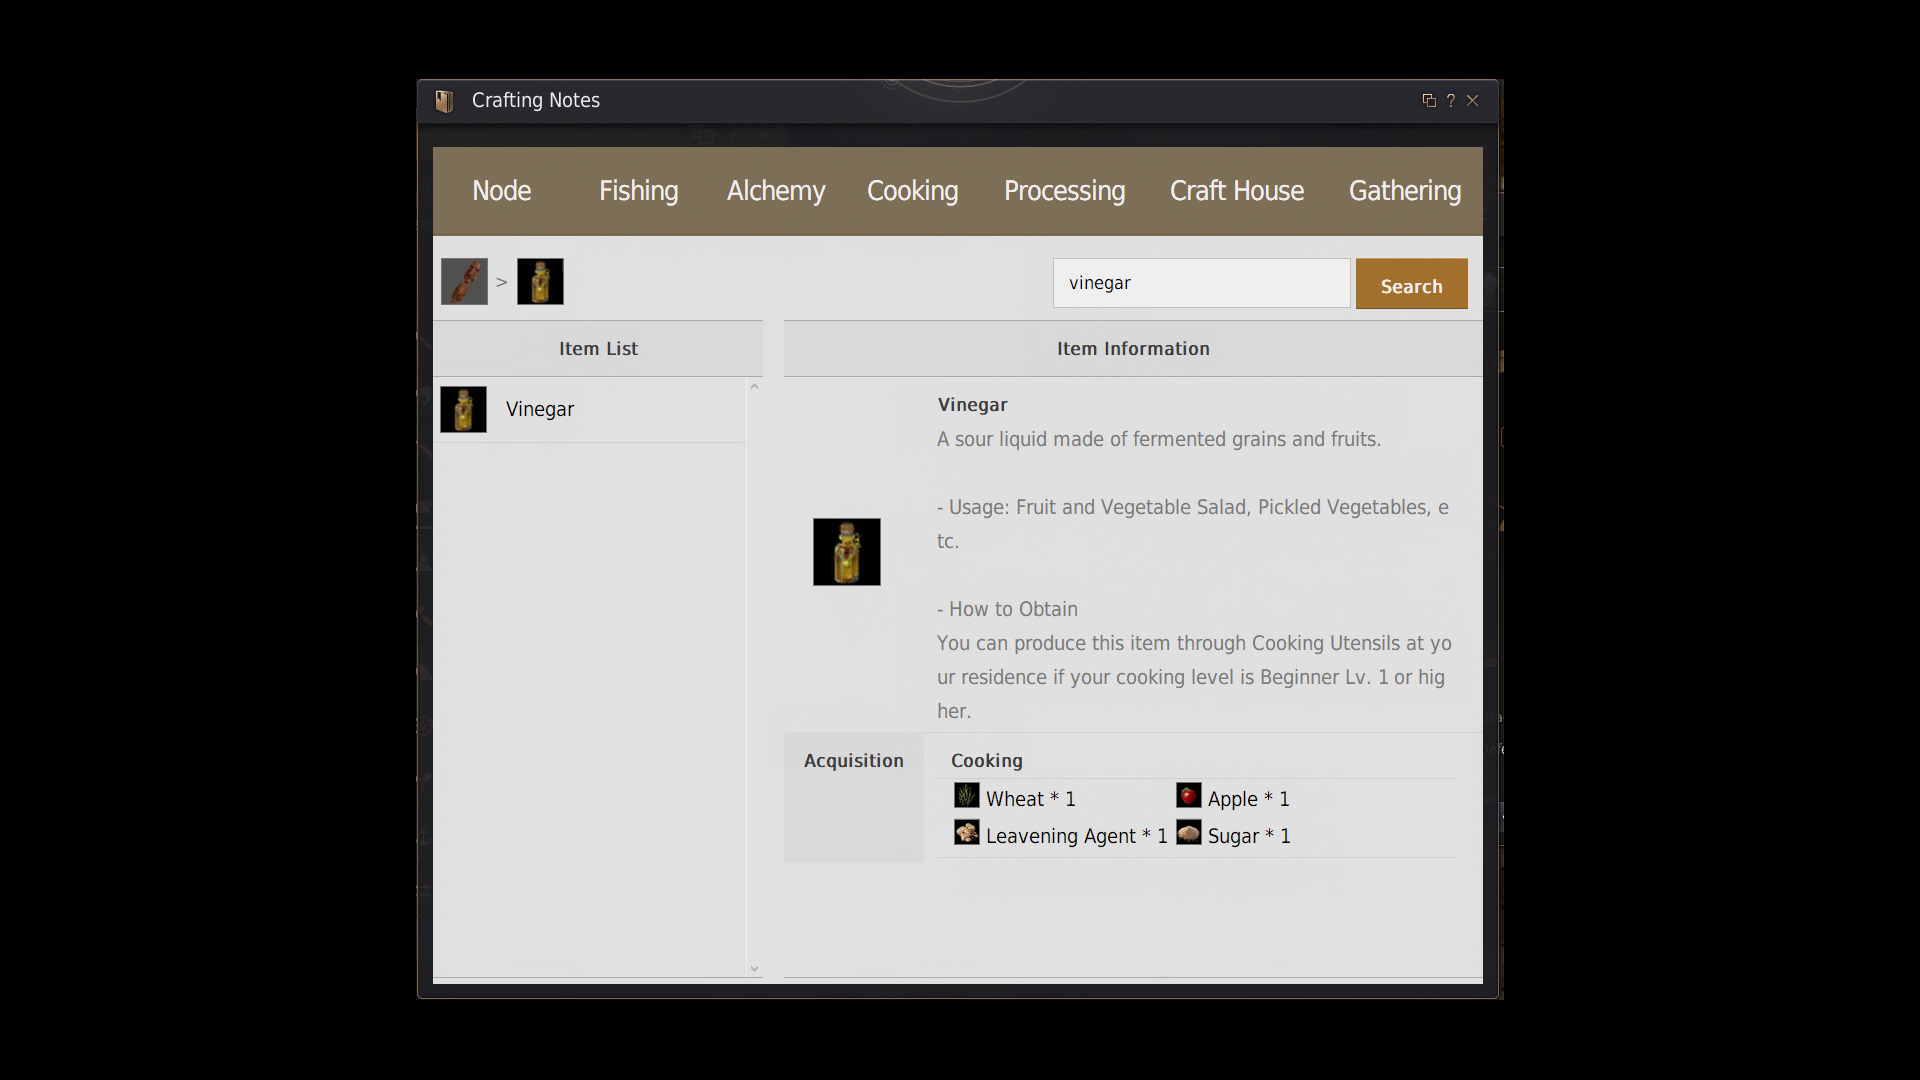 Crafting Notes
?
Node Fishing Alchemy Cooking Processing Craft House Gathering
>
vinegar
Search
Item List
Item Information
Vinegar
Vinegar
A sour liquid made of fermented grains and fruits.
- Usage: Fruit and Vegetable Salad, Pickled Vegetables, e
tc.
- How to Obtain
You can produce this item through Cooking Utensils at yo
ur residence if your cooking level is Beginner Lv. 1 or hig
her.
Acquisition
Cooking
Wheat * 1 Apple * 1
Leavening Agent * 1 Sugar * 1